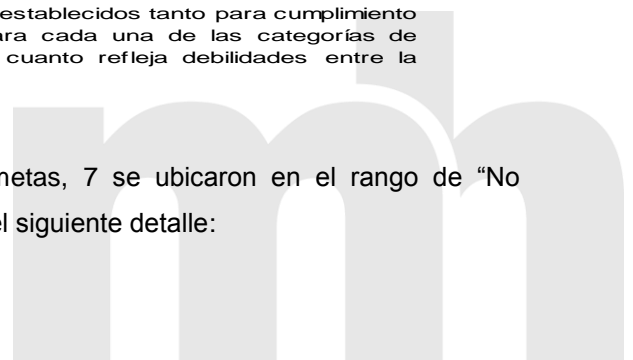 establecidos tanto para cumplimiento
ara cada una de las categorías de
cuanto refleja debilidades entre la
metas, 7 se ubicaron en el rango de “No
el siguiente detalle:
mh